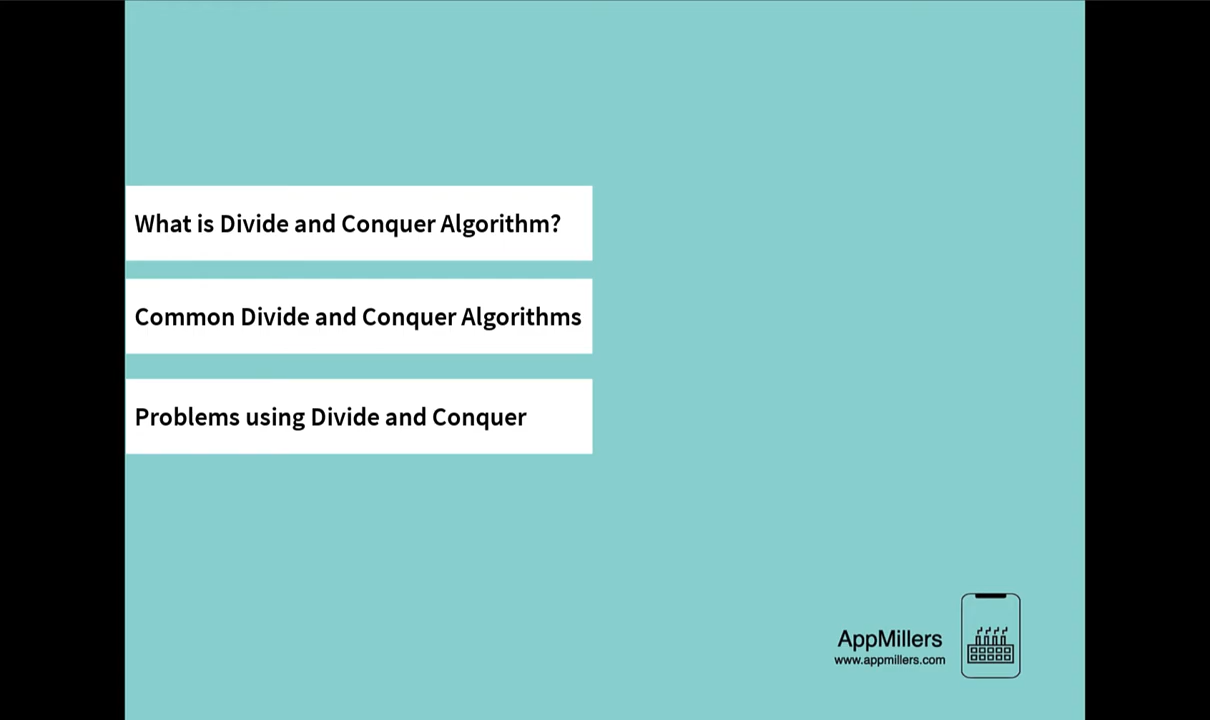 What is Divide and Conquer Algorithm?
Common Divide and Conquer Algorithms
Problems using Divide and Conquer
AppMillers
www.appmillers.com